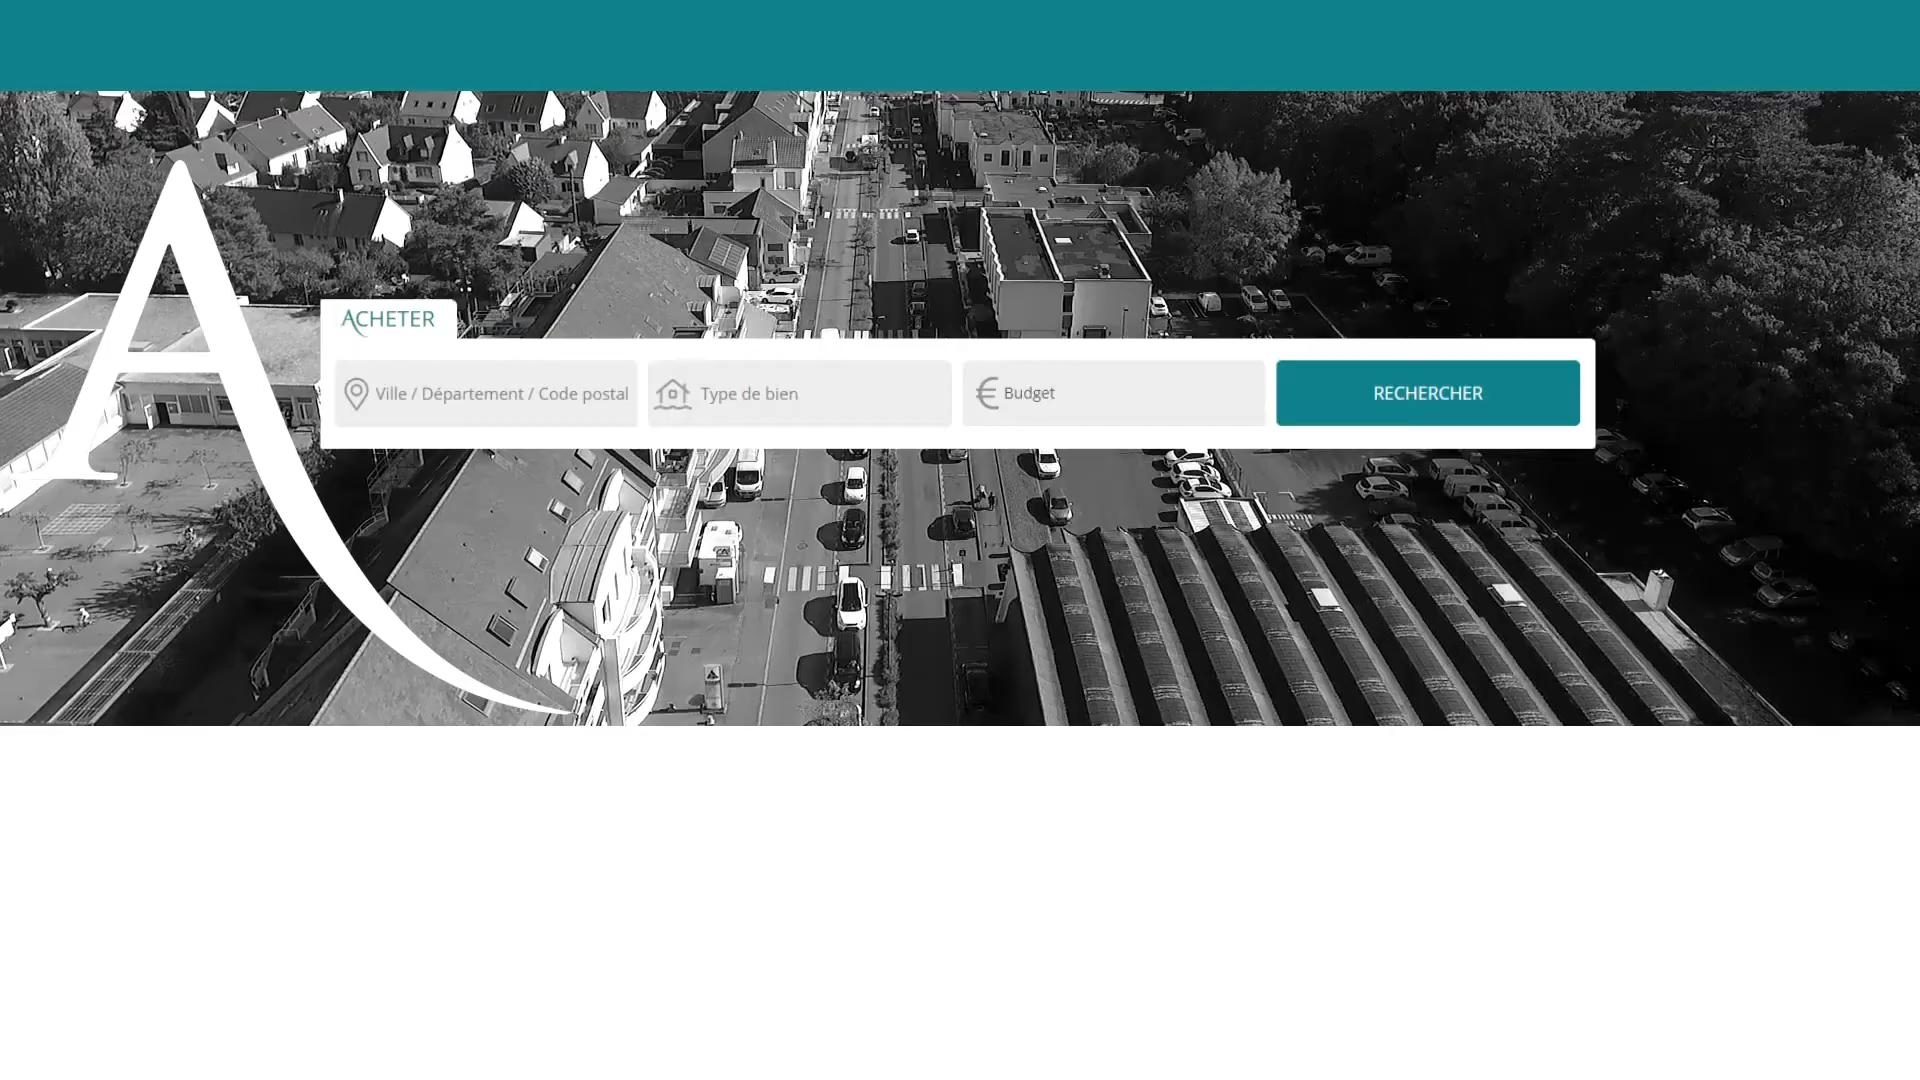 A
ACHETER
Ville / Département / Code postal
Type de bien
€ Budget
RECHERCHER